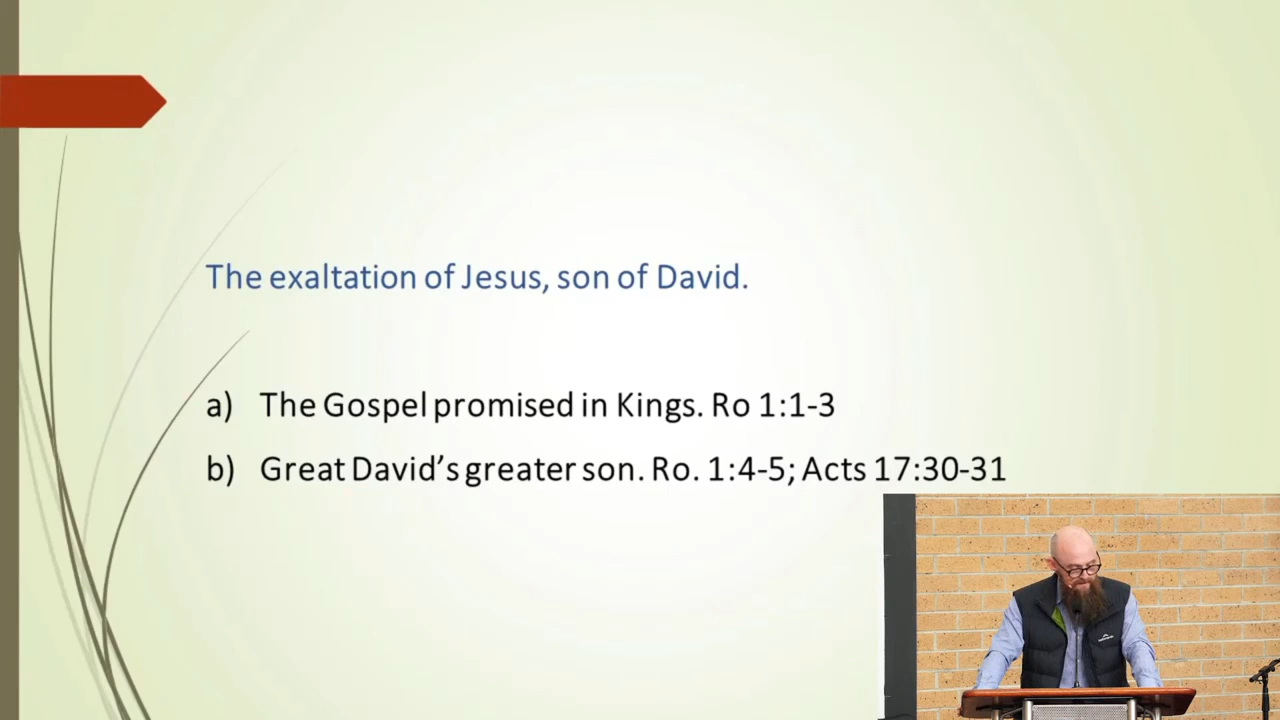 The exaltation of Jesus, son of David.
a) The Gospel promised in Kings. Ro 1:1-3
b) Great David's greater son. Ro. 1:4-5; Acts 17:30-31